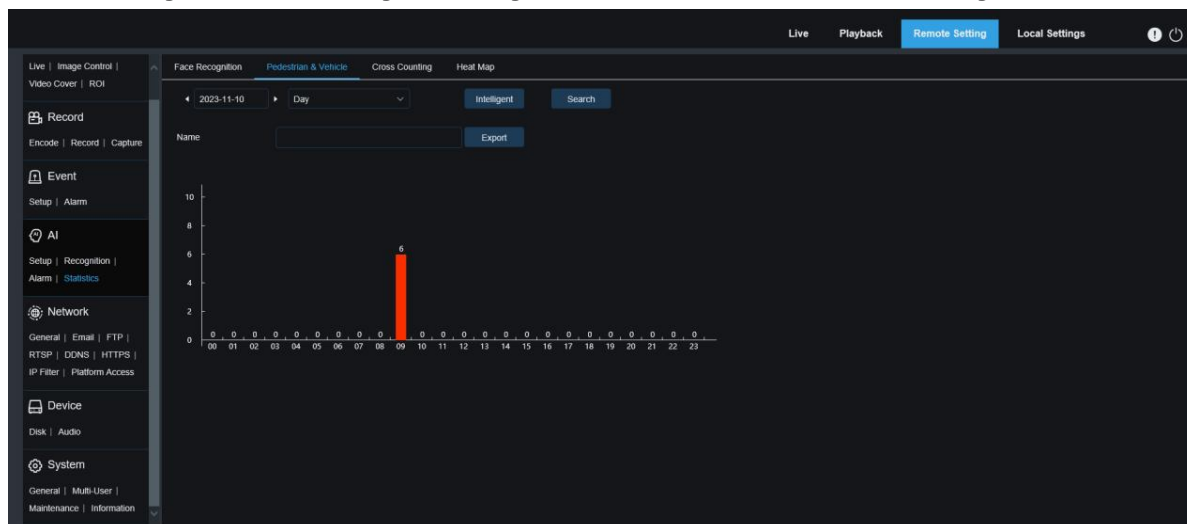 Live Playback Remote Setting Local Settings
Live | Image Control |
Video Cover | ROI
Record
Encode | Record | Capture
Event
Setup | Alarm
AI
Setup | Recognition |
Alarm | Statistics
Network
General | Email | FTP |
RTSP | DDNS | HTTPS |
IP Filter | Platform Access
Device
Disk | Audio
System
General | Multi-User |
Maintenance | Information
Face Recognition Pedestrian & Vehicle Cross Counting Heat Map
2023-11-10 Day Intelligent Search
Name Export
10
8
6 6
4
2
0 0 0 0 0 0 0 0 0 0 0 0 0 0 0 0 0 0 0 0 0 0 0 0
00 01 02 03 04 05 06 07 08 09 10 11 12 13 14 15 16 17 18 19 20 21 22 23